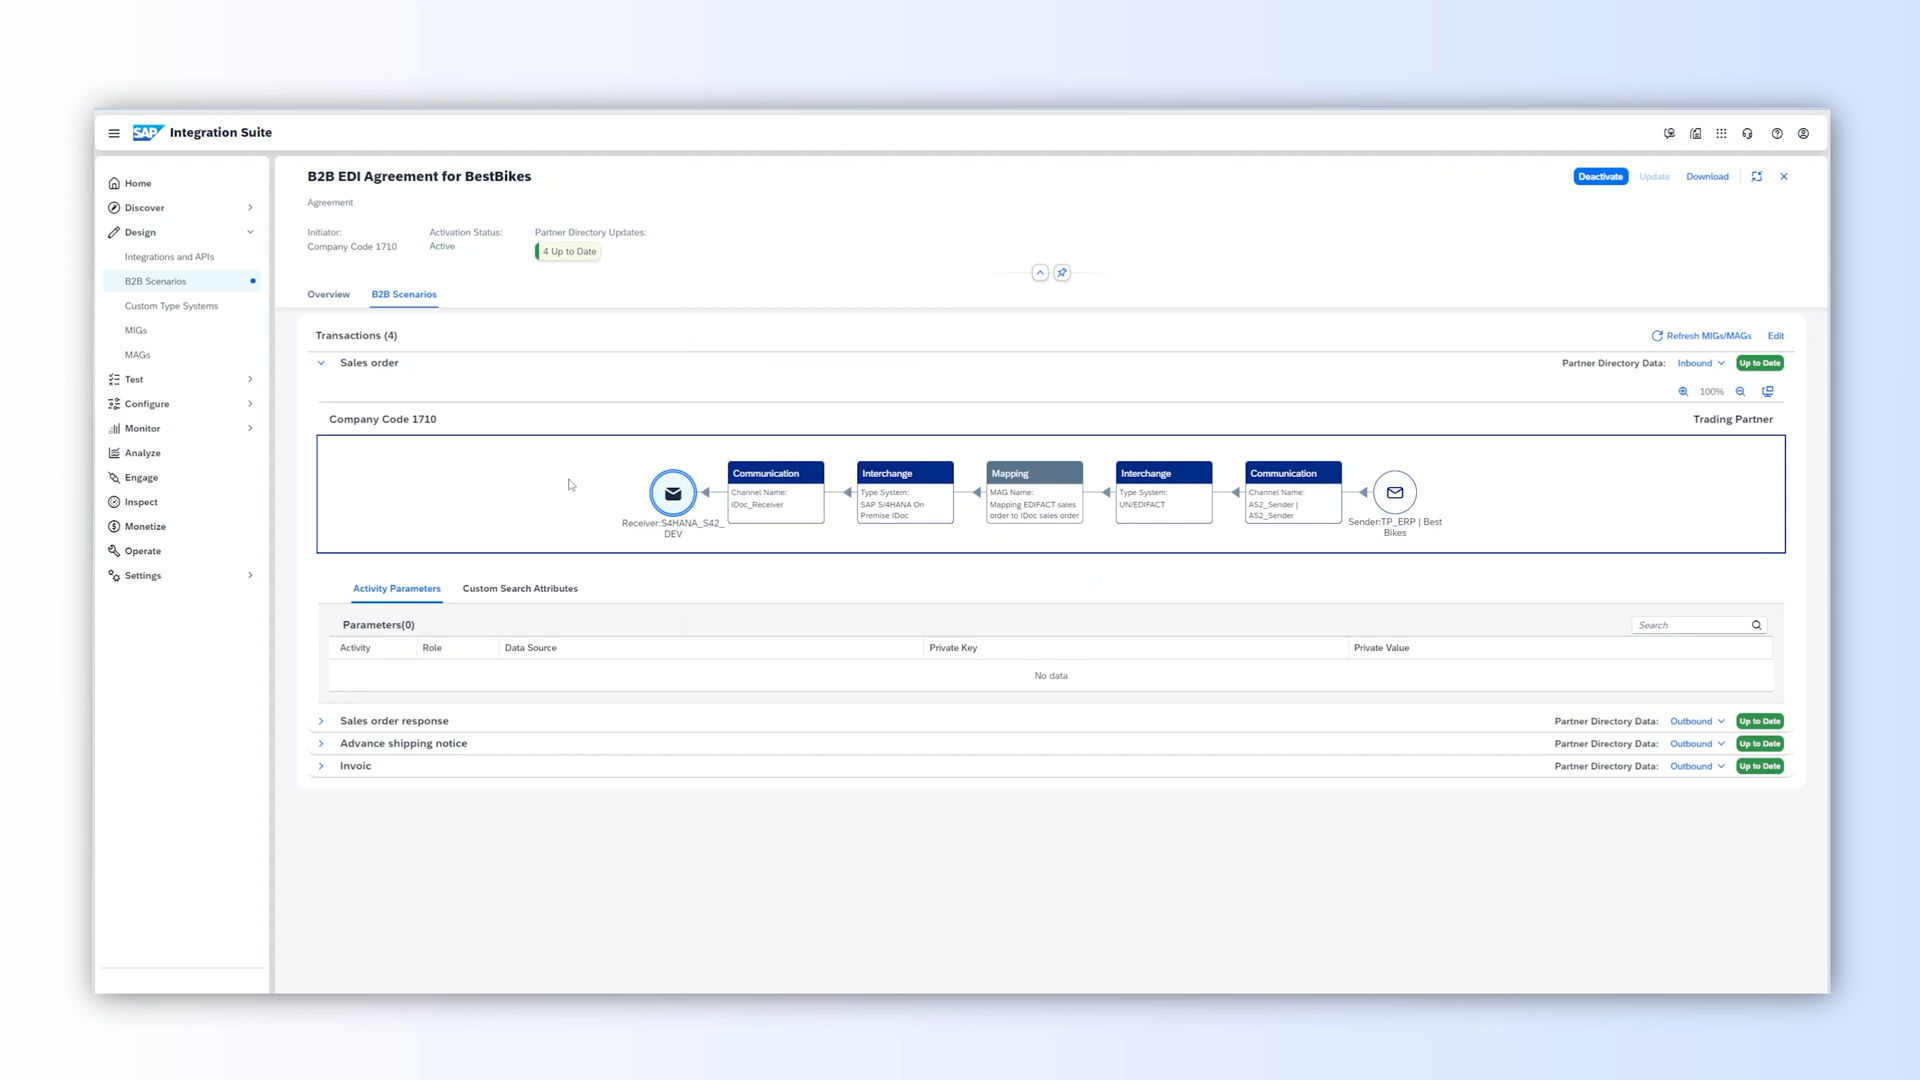 SAP Integration Suite
Home
Discover
Design
Integrations and APIs
B2B Scenarios
Custom Type Systems
MIGs
MAGs
Test
Configure
Monitor
Analyze
Engage
Inspect
Monetize
Operate
Settings
B2B EDI Agreement for BestBikes
Deactivate Update Download
Agreement
Initiator: Activation Status: Partner Directory Updates:
Company Code 1710 Active 4 Up to Date
Overview B2B Scenarios
Transactions (4) Refresh MIGs/MAGs Edit
Sales order Partner Directory Data: Inbound Up to Date
100%
Company Code 1710 Trading Partner
Receiver:S4HANA_S42_
DEV
Communication
Channel Name:
IDoc_Receiver
Interchange
Type System:
SAP S/4HANA On
Premise IDoc
Mapping
MAG Name:
Mapping EDIFACT sales
order to IDoc sales order
Interchange
Type System:
UN/EDIFACT
Communication
Channel Name:
AS2_Sender |
AS2_Sender
Sender:TP_ERP | Best
Bikes
Activity Parameters Custom Search Attributes
Parameters(0) Search
Activity Role Data Source Private Key Private Value
No data
Sales order response Partner Directory Data: Outbound Up to Date
Advance shipping notice Partner Directory Data: Outbound Up to Date
Invoic Partner Directory Data: Outbound Up to Date